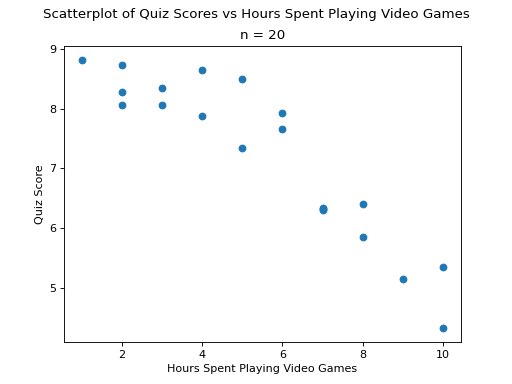 Scatterplot of Quiz Scores vs Hours Spent Playing Video Games
n = 20
9
8
7
6
5
Quiz Score
2 4 6 8 10
Hours Spent Playing Video Games